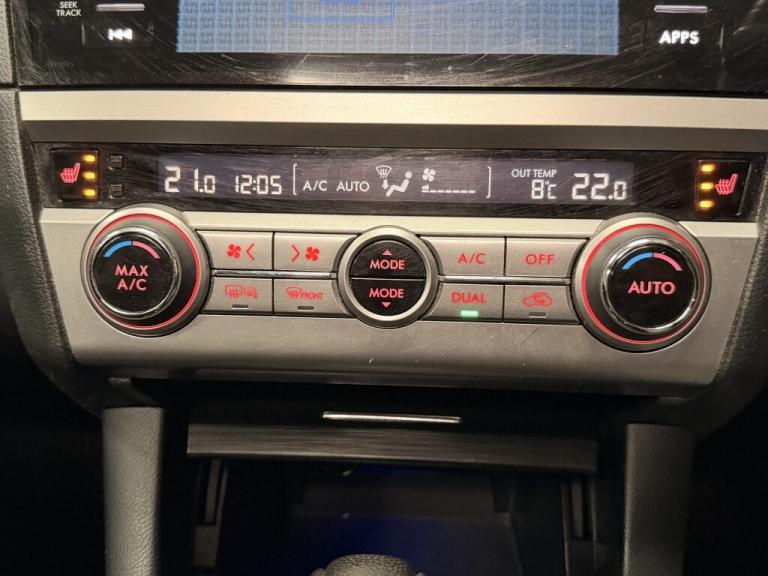 SEEK
TRACK
APPS
21.0 12:05 A/C AUTO OUT TEMP 8°C 22.0
MAX
A/C
MODE
MODE
A/C
OFF
FRONT
DUAL
AUTO